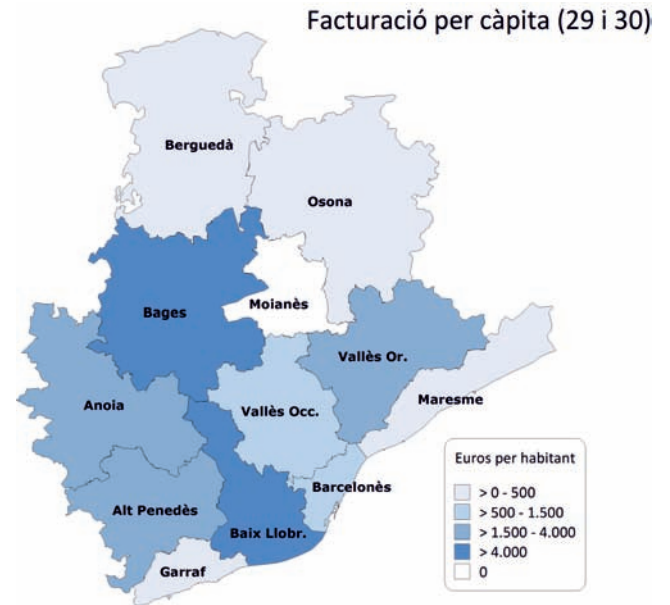 Facturació per càpita (29 i 30)
Berguedà
Osona
Bages
Moianès
Vallès Or.
Maresme
Anoia
Vallès Occ.
Barcelonès
Alt Penedès
Baix Llobr.
Garraf
Euros per habitant
> 0 - 500
> 500 - 1.500
> 1.500 - 4.000
> 4.000
0